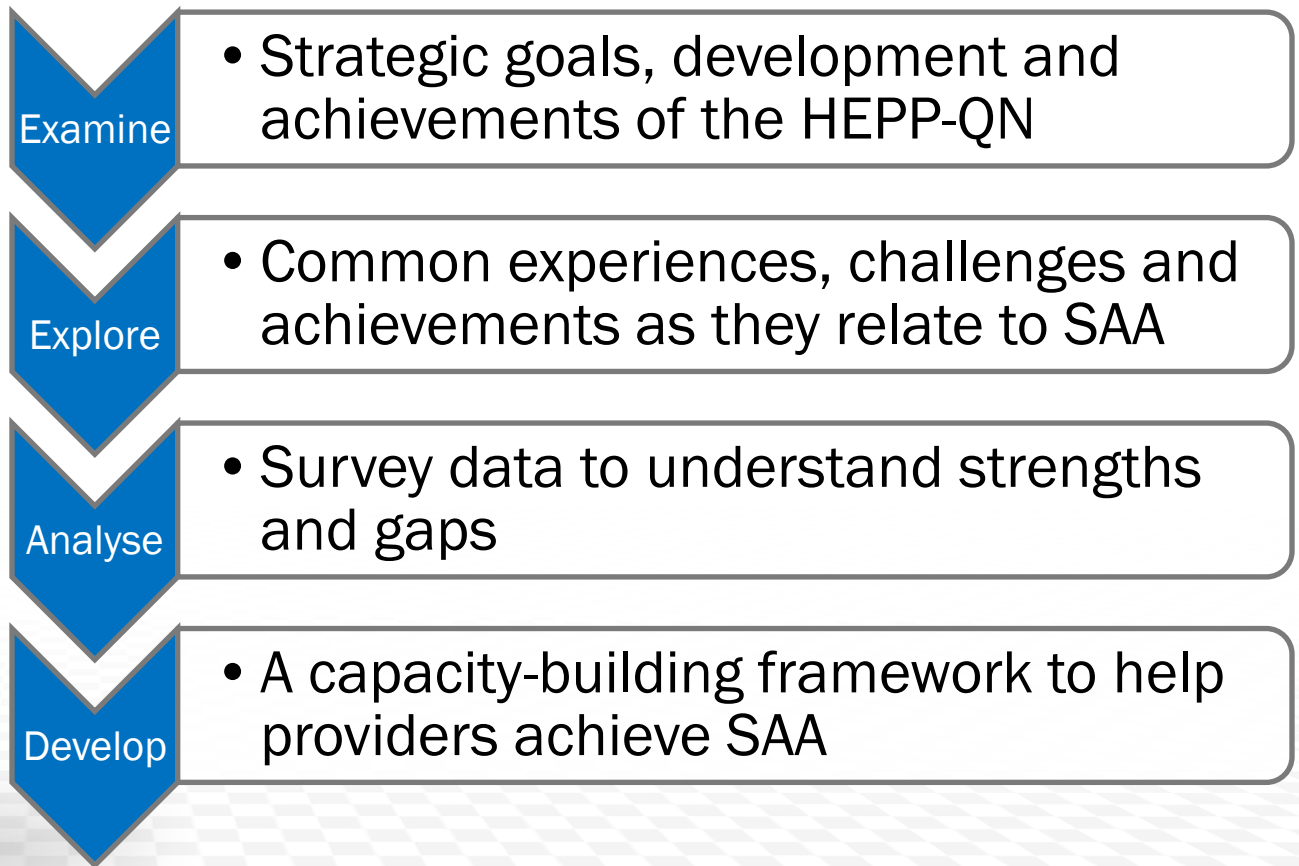 Examine
• Strategic goals, development and
achievements of the HEPP-QN
Explore
• Common experiences, challenges and
achievements as they relate to SAA
Analyse
• Survey data to understand strengths
and gaps
Develop
• A capacity-building framework to help
providers achieve SAA